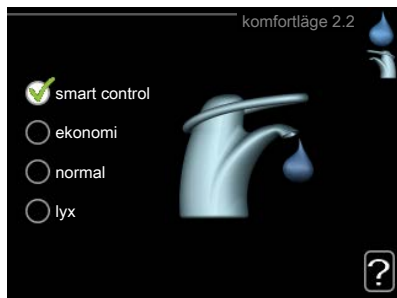 komfortläge 2.2
smart control
ekonomi
normal
lyx
?